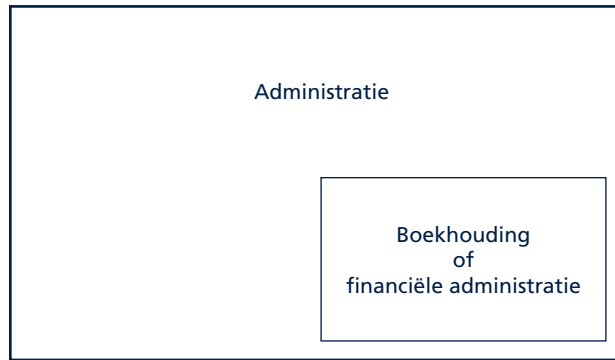 Administratie
Boekhouding
of
financiële administratie